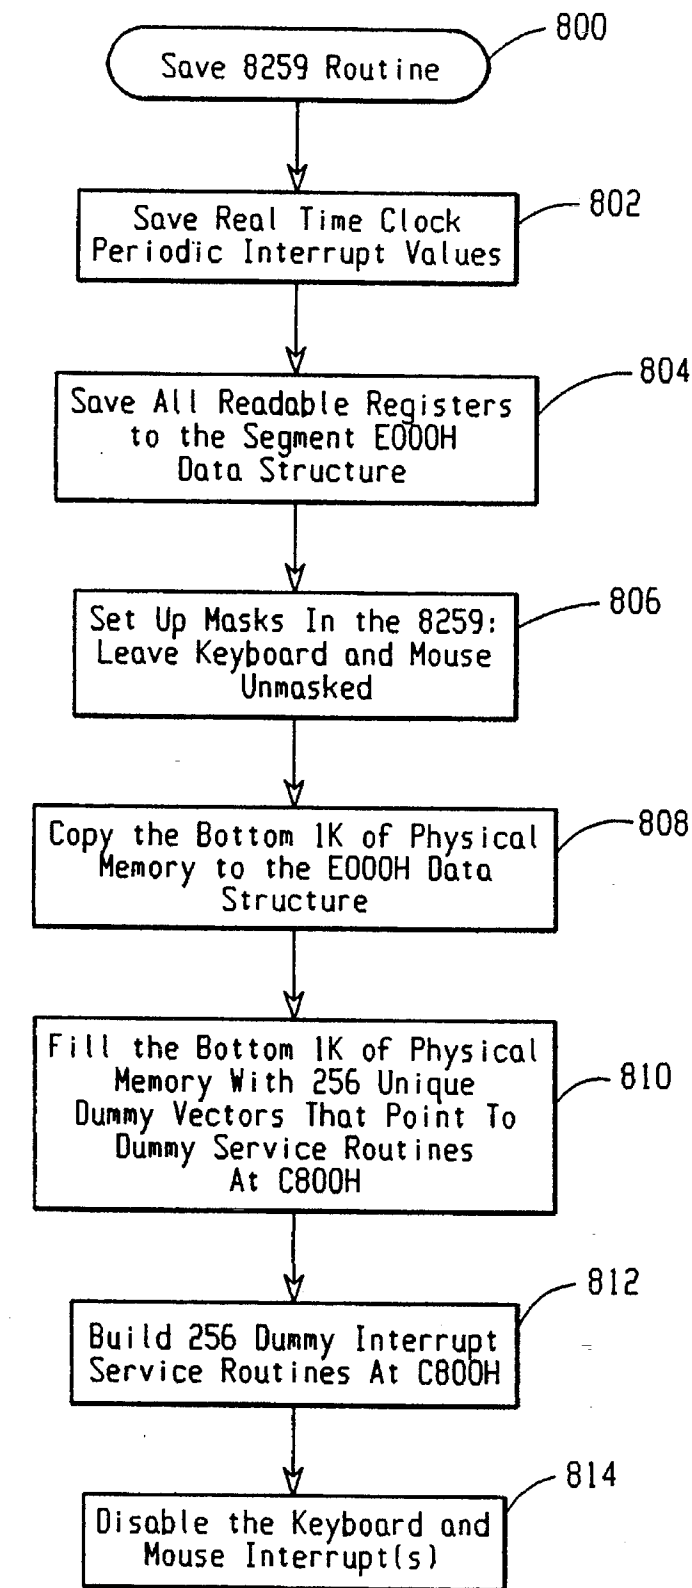 800
Save 8259 Routine
802
Save Real Time Clock
Periodic Interrupt Values
804
Save All Readable Registers
to the Segment E000H
Data Structure
806
Set Up Masks In the 8259:
Leave Keyboard and Mouse
Unmasked
808
Copy the Bottom 1K of Physical
Memory to the E000H Data
Structure
Fill the Bottom 1K of Physical
Memory With 256 Unique
810
Dummy Vectors That Point To
Dummy Service Routines
At C800H
812
Build 256 Dummy Interrupt
Service Routines At C800H
814
Disable the Keyboard and
Mouse Interrupt(s)